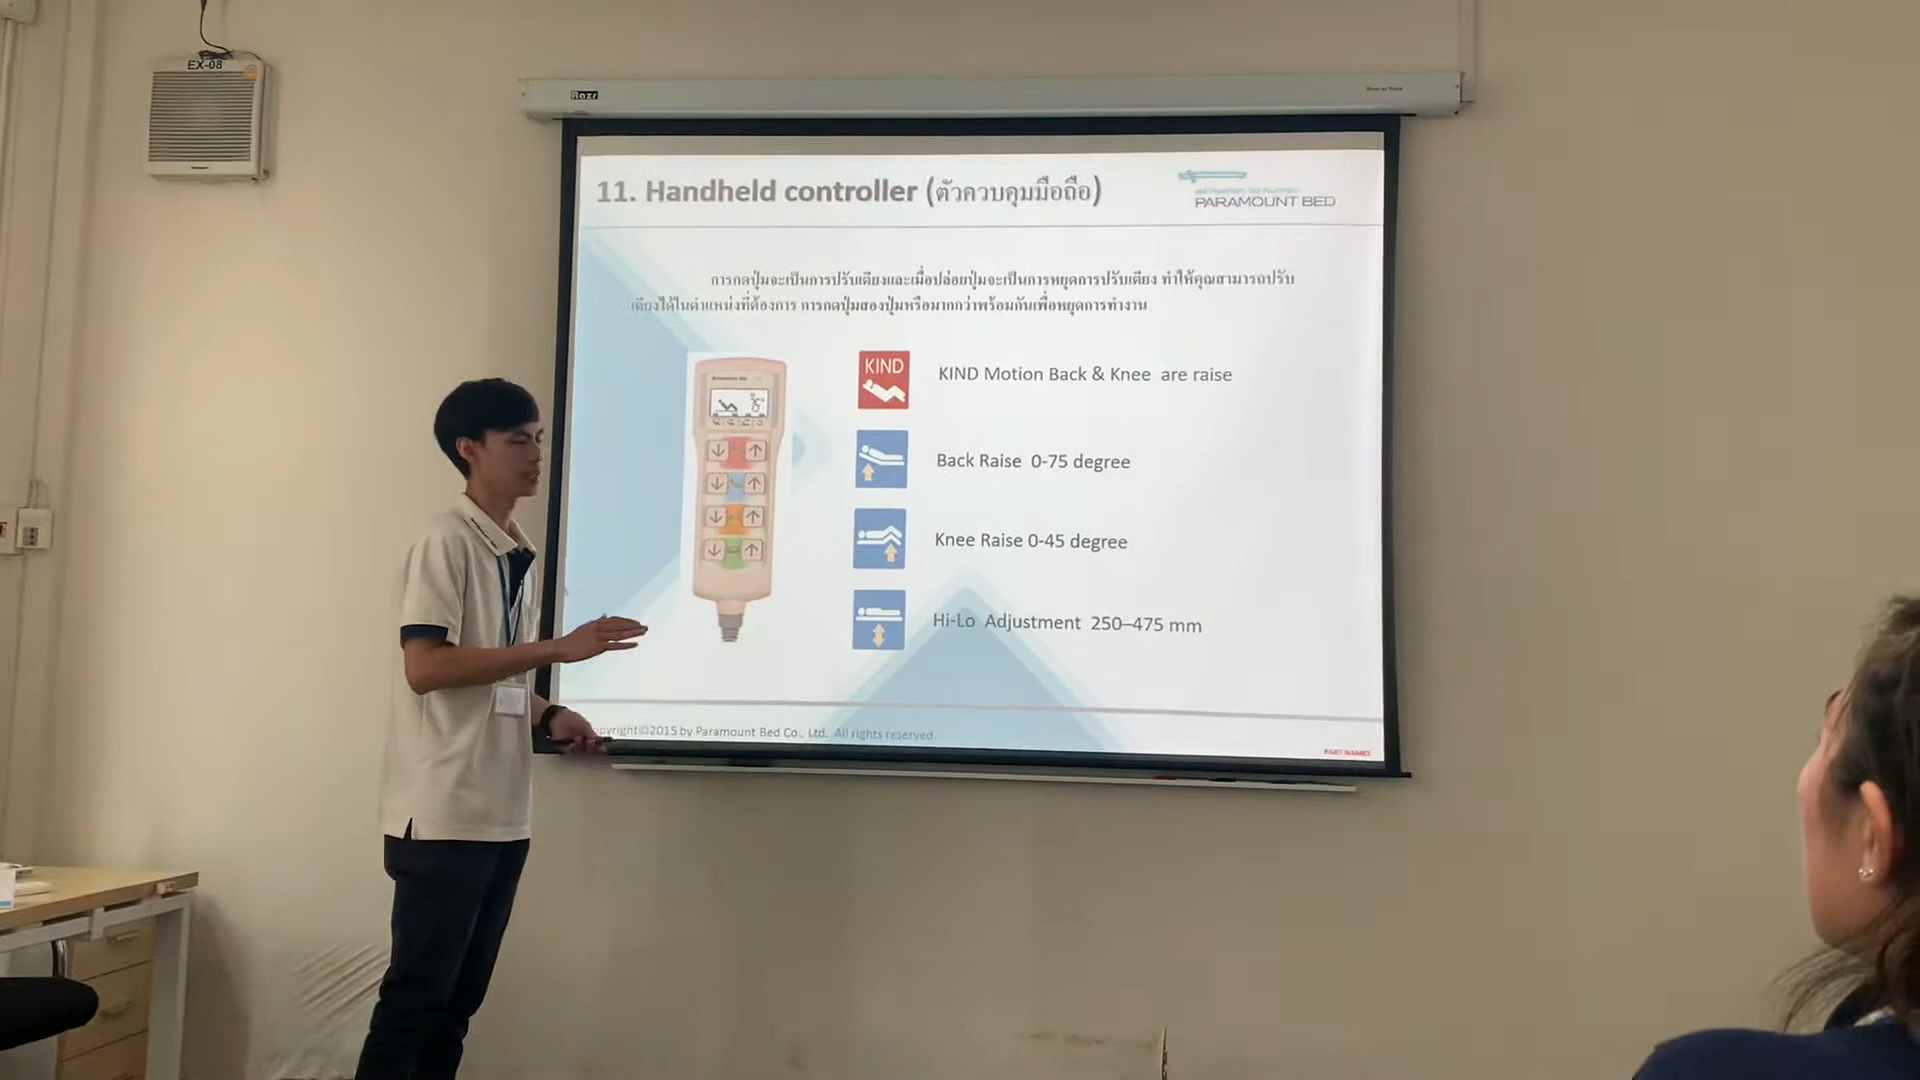 EX-08
Razr
11. Handheld controller (ตัวควบคุมมือถือ)
PARAMOUNT BED
การกดปุ่มจะเป็นการปรับเตียงและเมื่อปล่อยปุ่มจะเป็นการหยุดการปรับเตียง ทำให้คุณสามารถปรับ
เตียงได้ในตำแหน่งที่ต้องการ การกดปุ่มสองปุ่มหรือมากกว่าพร้อมกันเพื่อหยุดการทำงาน
KIND
KIND Motion Back & Knee are raise
75°
Back Raise 0-75 degree
Knee Raise 0-45 degree
Hi-Lo Adjustment 250–475 mm
opyright©2015 by Paramount Bed Co., Ltd. All rights reserved.
PART NAMES